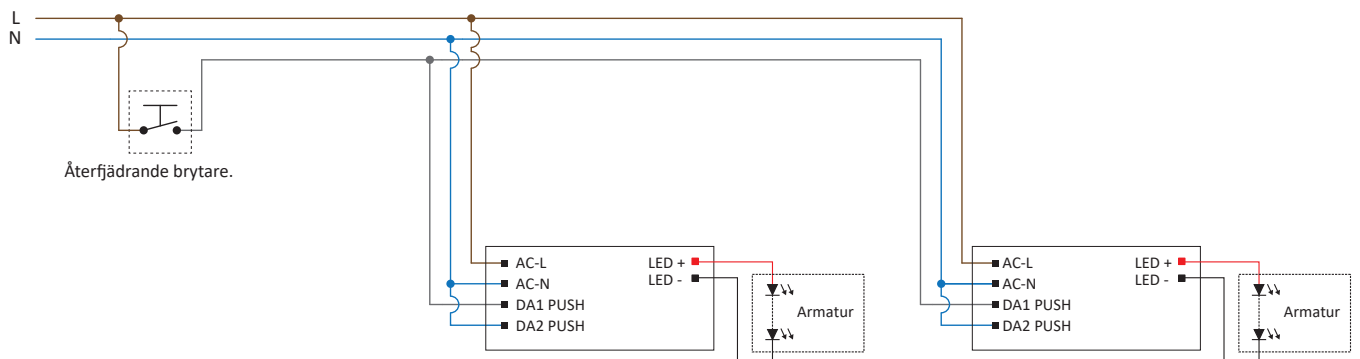 L
N
Återfjädrande brytare.
AC-L
AC-N
DA1 PUSH
DA2 PUSH
LED +
LED -
Armatur
AC-L
AC-N
DA1 PUSH
DA2 PUSH
LED +
LED -
Armatur